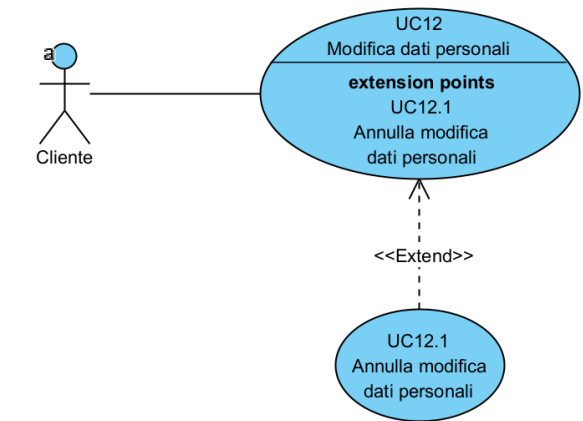 UC12
Modifica dati personali
extension points
UC12.1
Annulla modifica
dati personali
a
Cliente
<<Extend>>
UC12.1
Annulla modifica
dati personali